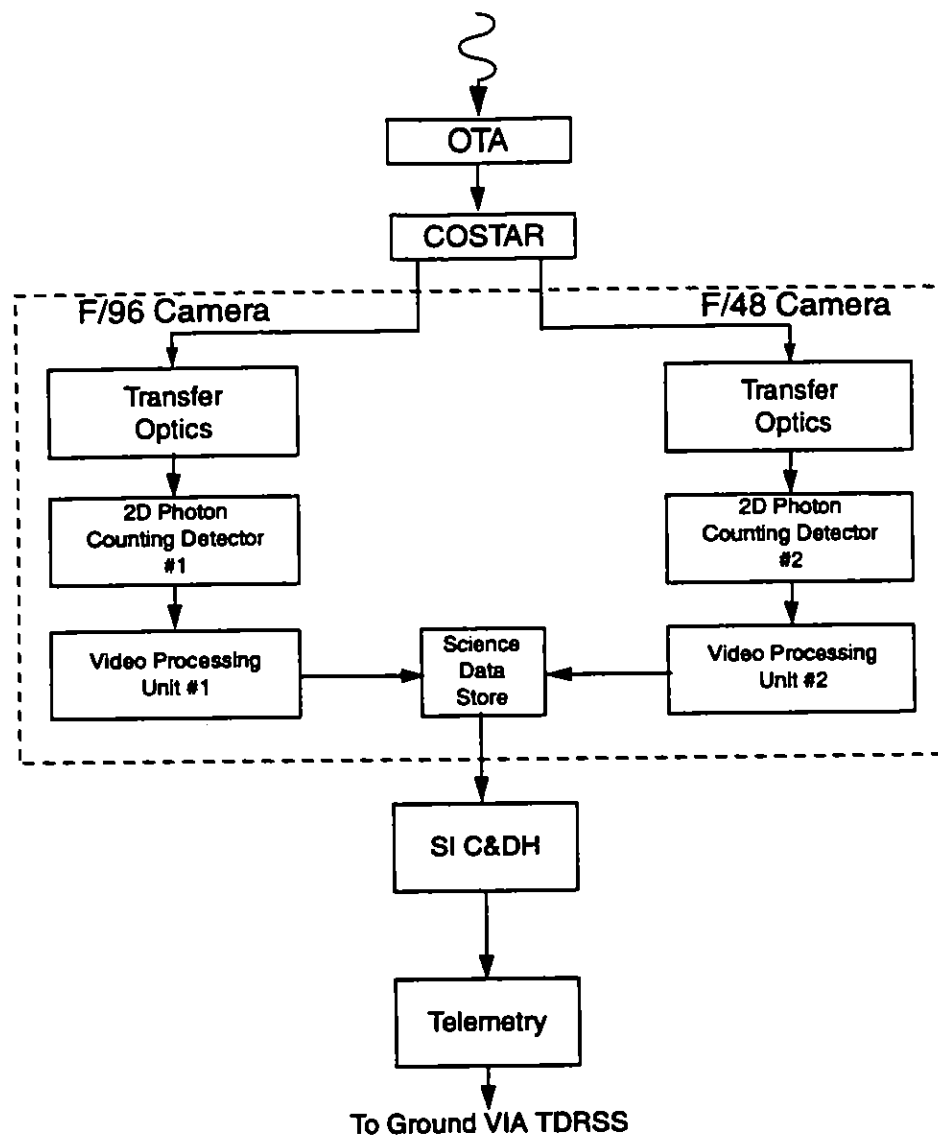 OTA
COSTAR
F/96 Camera
F/48 Camera
Transfer
Optics
Transfer
Optics
2D Photon
Counting Detector
#1
2D Photon
Counting Detector
#2
Video Processing
Unit #1
Science
Data
Store
Video Processing
Unit #2
SI C&DH
Telemetry
To Ground VIA TDRSS